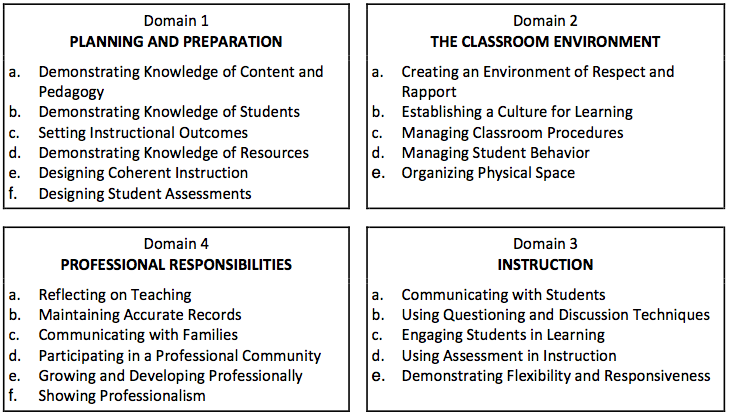 Domain 1
PLANNING AND PREPARATION
a. Demonstrating Knowledge of Content and
Pedagogy
b. Demonstrating Knowledge of Students
c. Setting Instructional Outcomes
d. Demonstrating Knowledge of Resources
e. Designing Coherent Instruction
f. Designing Student Assessments
Domain 2
THE CLASSROOM ENVIRONMENT
a. Creating an Environment of Respect and
Rapport
b. Establishing a Culture for Learning
c. Managing Classroom Procedures
d. Managing Student Behavior
e. Organizing Physical Space
Domain 4
PROFESSIONAL RESPONSIBILITIES
a. Reflecting on Teaching
b. Maintaining Accurate Records
c. Communicating with Families
d. Participating in a Professional Community
e. Growing and Developing Professionally
f. Showing Professionalism
Domain 3
INSTRUCTION
a. Communicating with Students
b. Using Questioning and Discussion Techniques
c. Engaging Students in Learning
d. Using Assessment in Instruction
e. Demonstrating Flexibility and Responsiveness